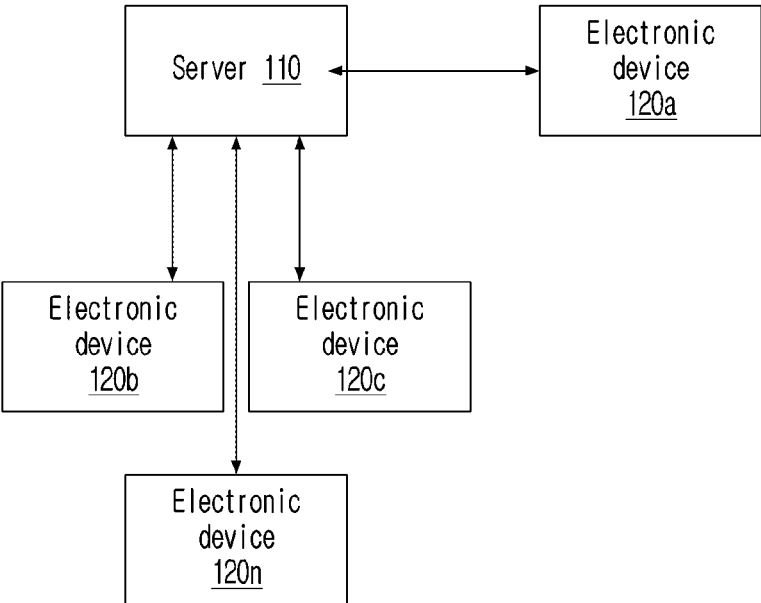 Server 110
Electronic
device
120a
Electronic
device
120b
Electronic
device
120c
Electronic
device
120n